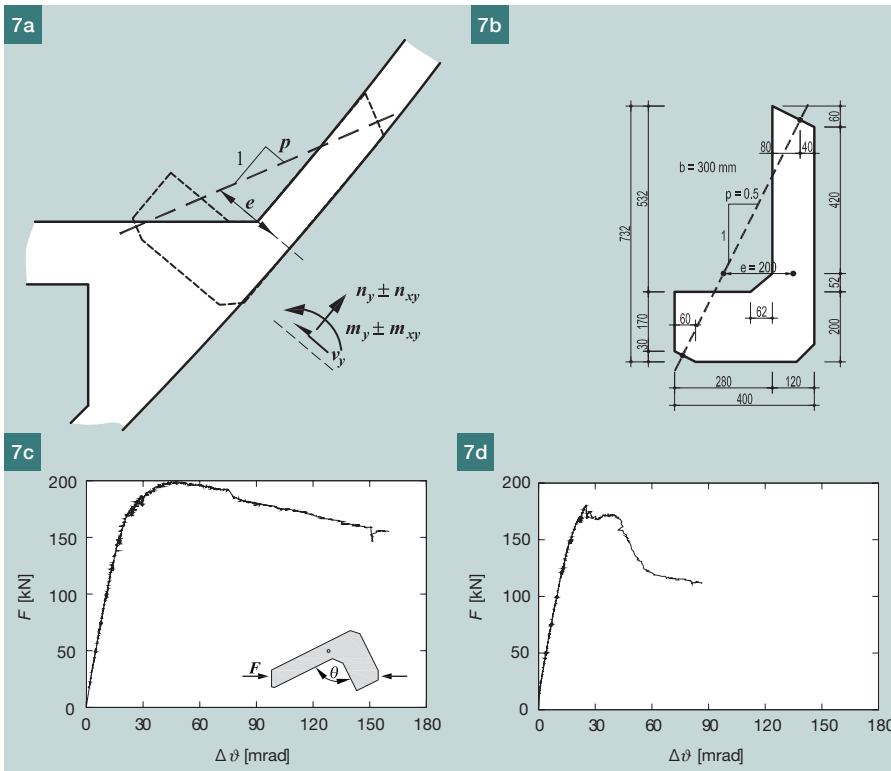 7a
1
p
e
n_y ± n_xy
m_y ± m_xy
v_y
7b
60
80
40
b = 300 mm
p = 0.5
532
732
1
420
e = 200
52
62
60
170
200
30
280
120
400
7c
200
150
F [kN]
100
50
0
F
θ
0 30 60 90 120 150 180
Δϑ [mrad]
7d
200
150
F [kN]
100
50
0
0 30 60 90 120 150 180
Δϑ [mrad]